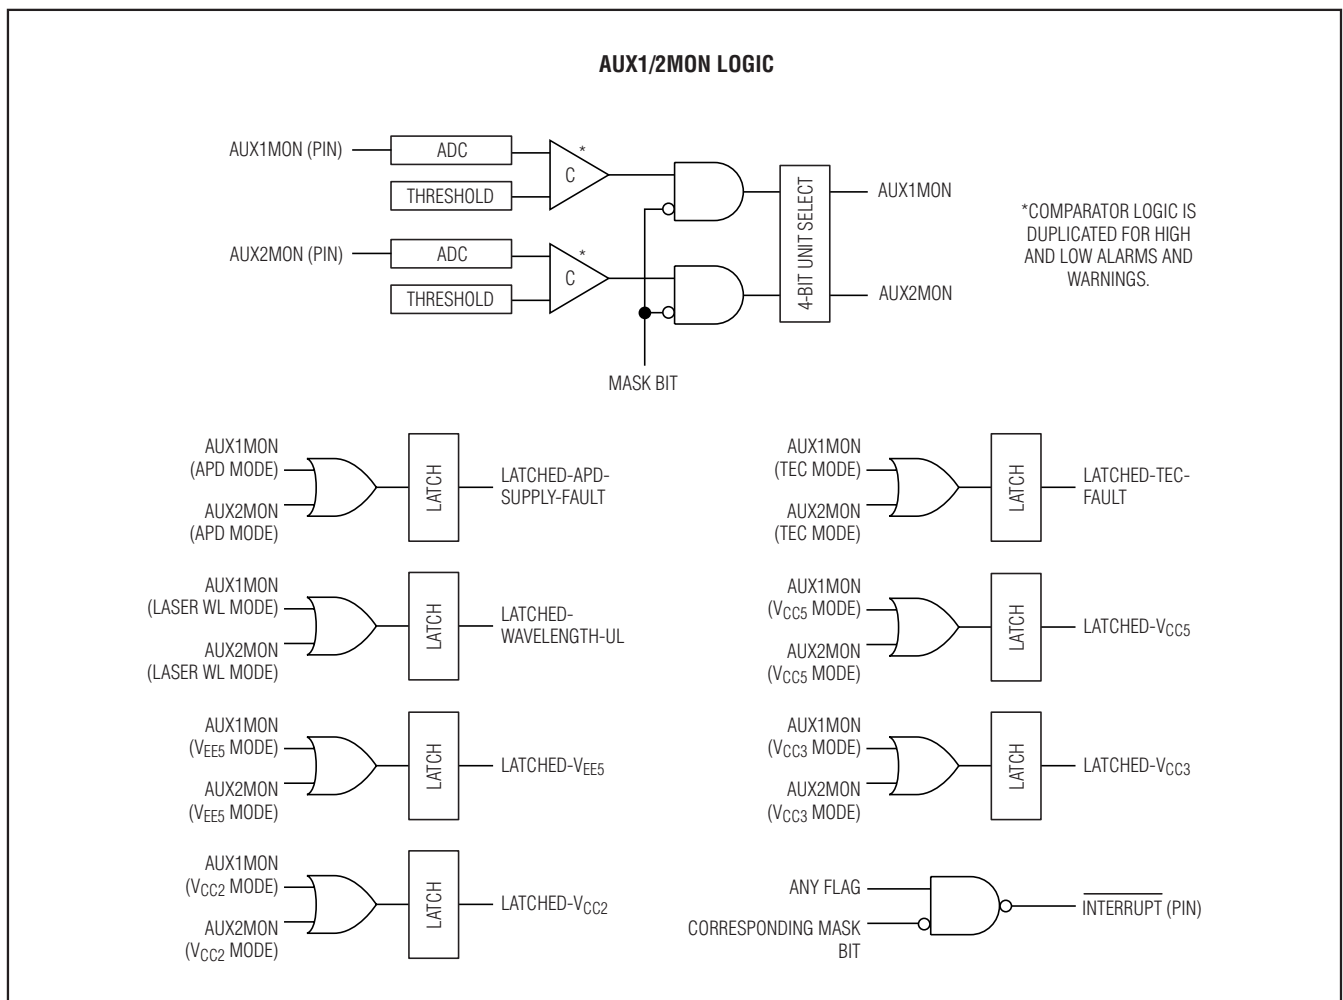 AUX1/2MON LOGIC
AUX1MON (PIN)
ADC
THRESHOLD
C
*
AUX2MON (PIN)
ADC
THRESHOLD
C
*
4-BIT UNIT SELECT
AUX1MON
AUX2MON
MASK BIT
*COMPARATOR LOGIC IS
DUPLICATED FOR HIGH
AND LOW ALARMS AND
WARNINGS.
AUX1MON
(APD MODE)
AUX2MON
(APD MODE)
LATCH
LATCHED-APD-
SUPPLY-FAULT
AUX1MON
(TEC MODE)
AUX2MON
(TEC MODE)
LATCH
LATCHED-TEC-
FAULT
AUX1MON
(LASER WL MODE)
AUX2MON
(LASER WL MODE)
LATCH
LATCHED-
WAVELENGTH-UL
AUX1MON
(VCC5 MODE)
AUX2MON
(VCC5 MODE)
LATCH
LATCHED-VCC5
AUX1MON
(VEE5 MODE)
AUX2MON
(VEE5 MODE)
LATCH
LATCHED-VEE5
AUX1MON
(VCC3 MODE)
AUX2MON
(VCC3 MODE)
LATCH
LATCHED-VCC3
AUX1MON
(VCC2 MODE)
AUX2MON
(VCC2 MODE)
LATCH
LATCHED-VCC2
ANY FLAG
CORRESPONDING MASK
BIT
INTERRUPT (PIN)